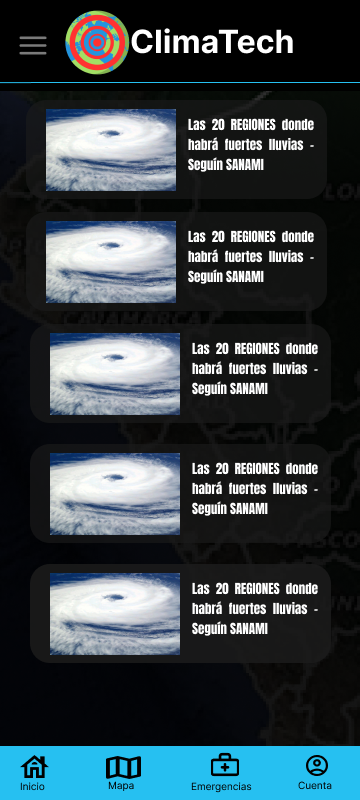 ClimaTech
Las 20 REGIONES donde
habrá fuertes lluvias -
Seguín SANAMI
Las 20 REGIONES donde
habrá fuertes lluvias -
Seguín SANAMI
CAJAMARCA
Las 20 REGIONES donde
habrá fuertes lluvias -
Seguín SANAMI
Las 20 REGIONES donde
habrá fuertes lluvias -
Seguín SANAMI
PASCO
Las 20 REGIONES donde
habrá fuertes lluvias -
Seguín SANAMI
Inicio
Mapa
Emergencias
Cuenta